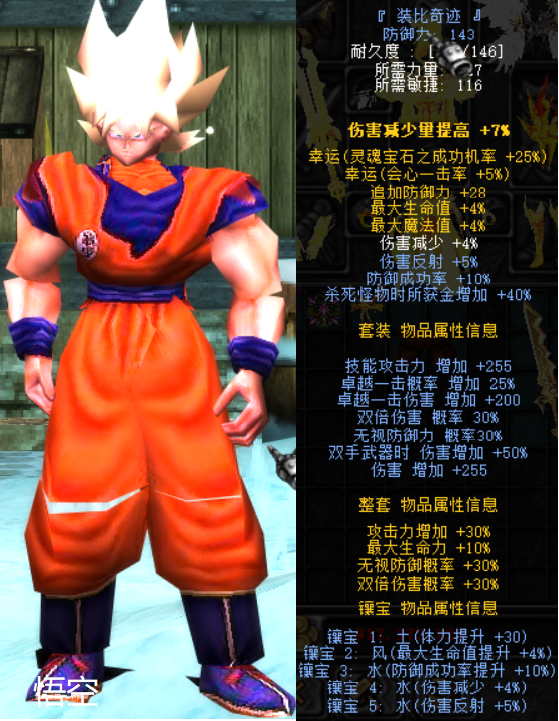 『 装比奇迹 』
防御力: 143
耐久度 : [ /146]
所需力量: 7
所需敏捷: 116
伤害减少量提高 +7%
幸运(灵魂宝石之成功机率 +25%)
幸运(会心一击率 +5%)
追加防御力 +28
最大生命值 +4%
最大魔法值 +4%
伤害减少 +4%
伤害反射 +5%
防御成功率 +10%
杀死怪物时所获金增加 +40%
套装 物品属性信息
技能攻击力 增加 +255
卓越一击概率 增加 25%
卓越一击伤害 增加 +200
双倍伤害 概率 30%
无视防御力 概率30%
双手武器时 伤害增加 +50%
伤害 增加 +255
整套 物品属性信息
攻击力增加 +30%
最大生命力 +10%
无视防御概率 +30%
双倍伤害概率 +30%
镶宝 物品属性信息
镶宝 1: 土(体力提升 +30)
镶宝 2: 风(最大生命值提升 +4%)
镶宝 3: 水(防御成功率提升 +10%)
镶宝 4: 水(伤害减少 +4%)
镶宝 5: 水(伤害反射 +5%)
悟空